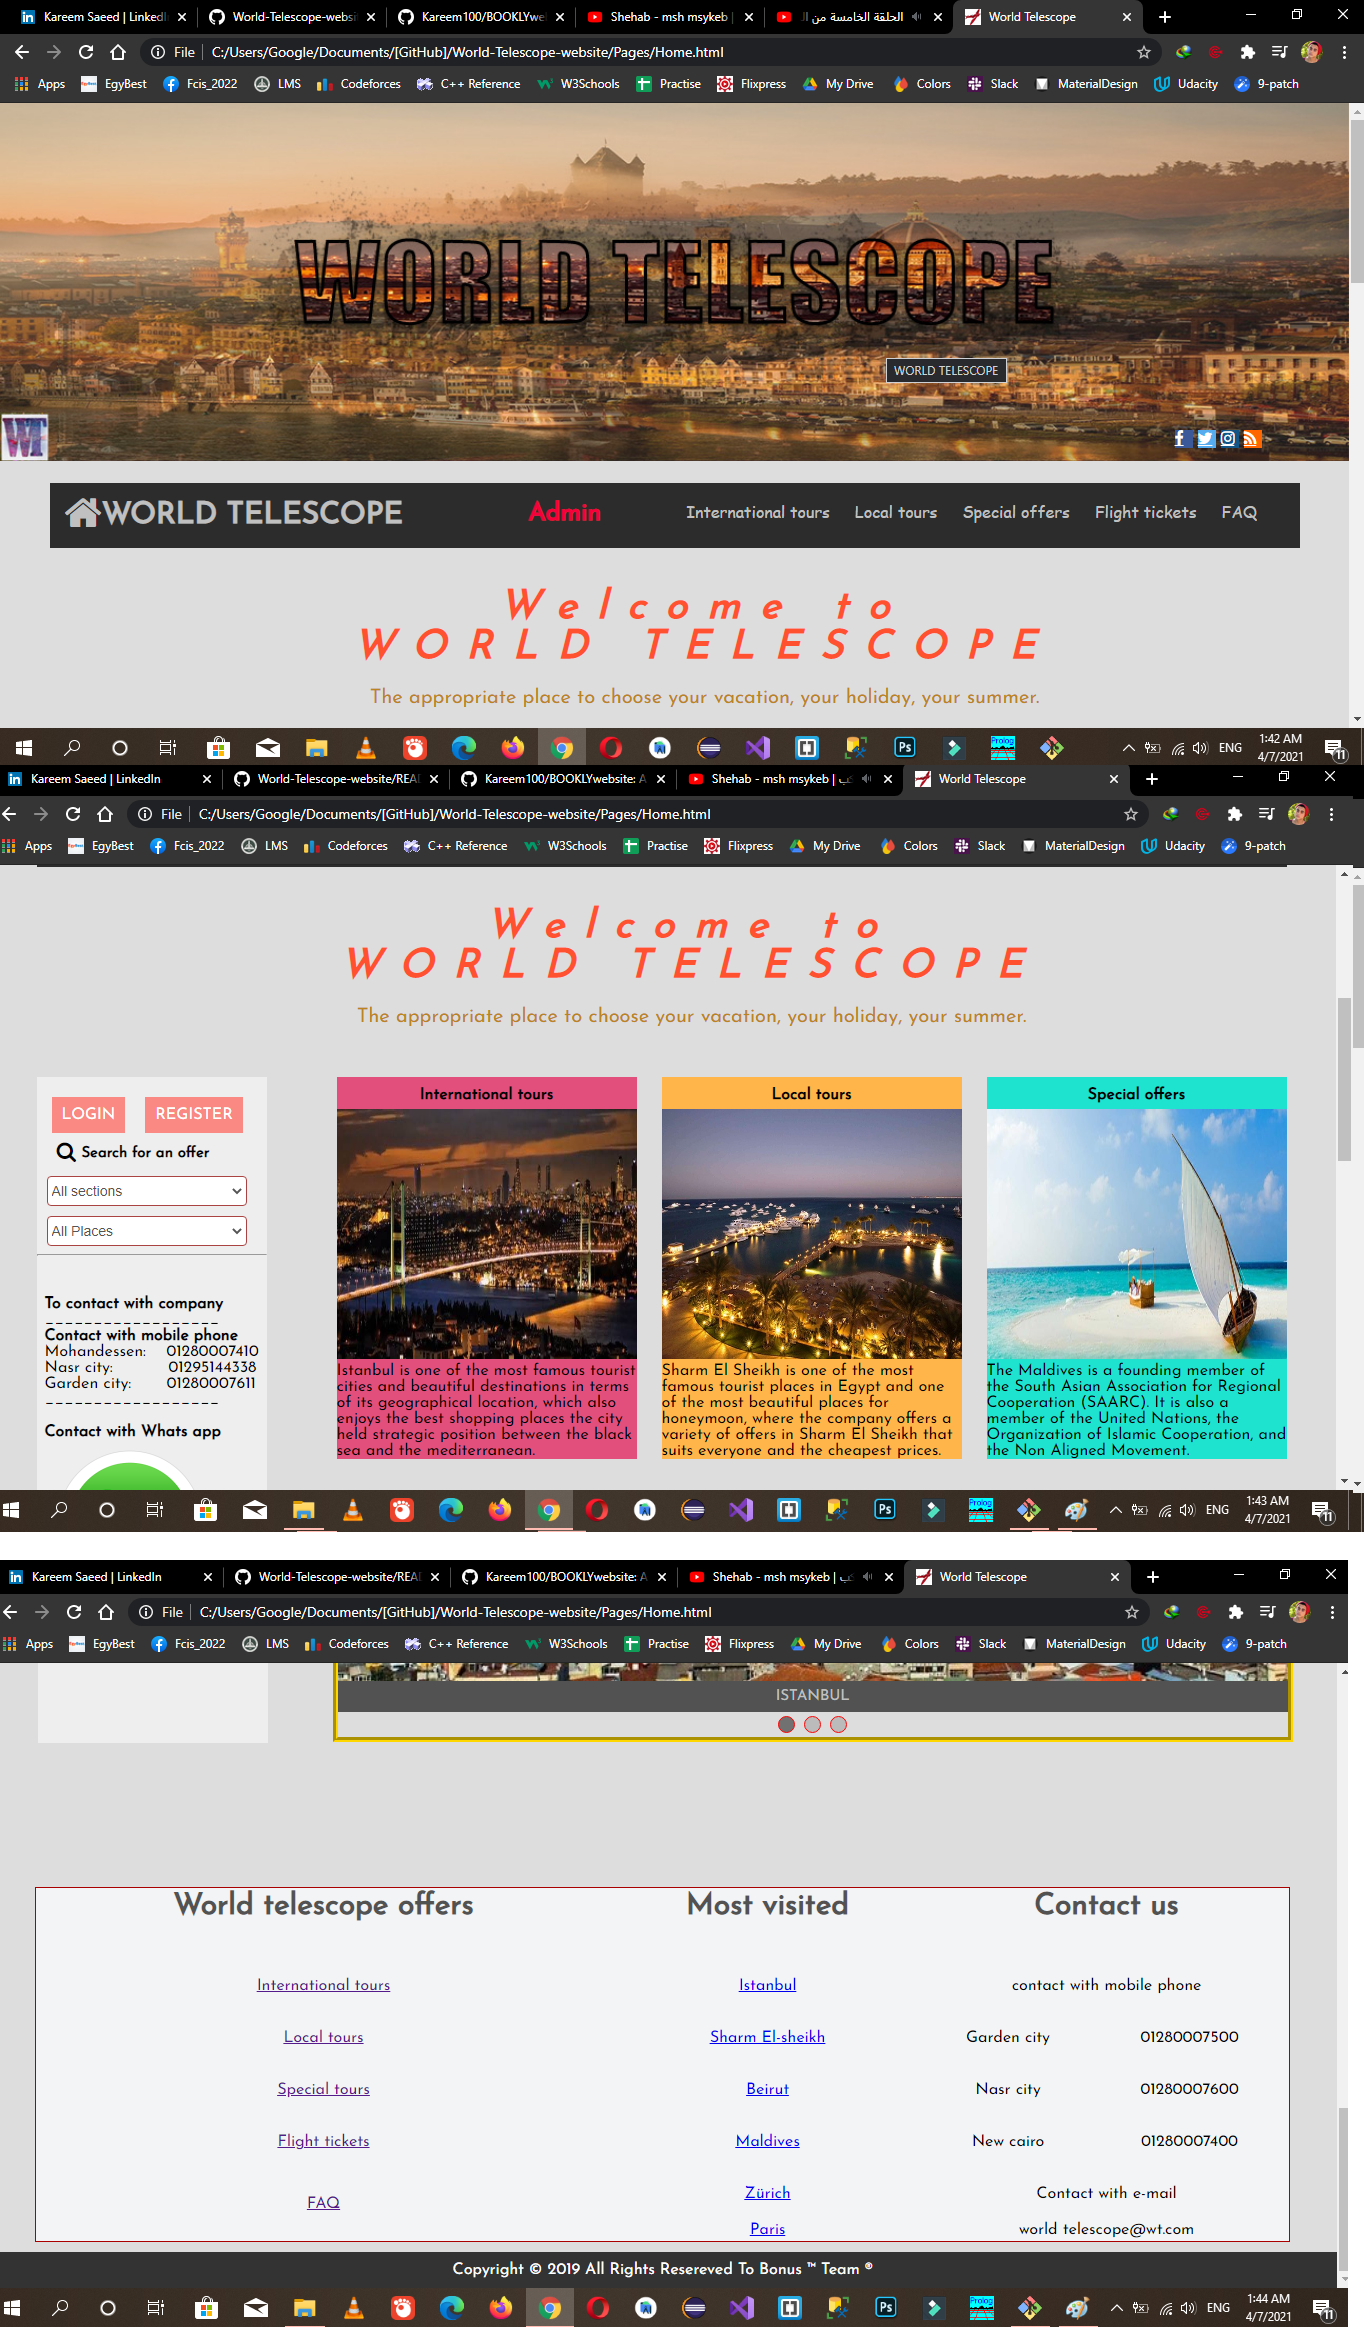 Kareem Saeed | LinkedI
World-Telescope-websi
Kareem100/BOOKLYwe
Shehab - msh msykeb |
الحلقة الخامسة من ال
World Telescope
File C:/Users/Google/Documents/[GitHub]/World-Telescope-website/Pages/Home.html
Apps EgyBest Fcis_2022 LMS Codeforces C++ Reference W3Schools Practise Flixpress My Drive Colors Slack MaterialDesign Udacity 9-patch
WORLD TELESCOPE
WORLD TELESCOPE
WORLD TELESCOPE Admin International tours Local tours Special offers Flight tickets FAQ
Welcome to
WORLD TELESCOPE
The appropriate place to choose your vacation, your holiday, your summer.
Ps Prolog ENG 1:42 AM
4/7/2021 11
Kareem Saeed | LinkedIn
World-Telescope-website/REA
Kareem100/BOOKLYwebsite: A
Shehab - msh msykeb | كب
World Telescope
File C:/Users/Google/Documents/[GitHub]/World-Telescope-website/Pages/Home.html
Apps EgyBest Fcis_2022 LMS Codeforces C++ Reference W3Schools Practise Flixpress My Drive Colors Slack MaterialDesign Udacity 9-patch
Welcome to
WORLD TELESCOPE
The appropriate place to choose your vacation, your holiday, your summer.
LOGIN REGISTER
Search for an offer
All sections
All Places
To contact with company
------------------
Contact with mobile phone
Mohandessen: 01280007410
Nasr city: 01295144338
Garden city: 01280007611
------------------
Contact with Whats app
International tours
Istanbul is one of the most famous tourist
cities and beautiful destinations in terms
of its geographical location, which also
enjoys the best shopping places the city
held strategic position between the black
sea and the mediterranean.
Local tours
Sharm El Sheikh is one of the most
famous tourist places in Egypt and one
of the most beautiful places for
honeymoon, where the company offers a
variety of offers in Sharm El Sheikh that
suits everyone and the cheapest prices.
Special offers
The Maldives is a founding member of
the South Asian Association for Regional
Cooperation (SAARC). It is also a
member of the United Nations, the
Organization of Islamic Cooperation, and
the Non Aligned Movement.
Ps Prolog ENG 1:43 AM
4/7/2021 11
Kareem Saeed | LinkedIn
World-Telescope-website/REA
Kareem100/BOOKLYwebsite: A
Shehab - msh msykeb | كب
World Telescope
File C:/Users/Google/Documents/[GitHub]/World-Telescope-website/Pages/Home.html
Apps EgyBest Fcis_2022 LMS Codeforces C++ Reference W3Schools Practise Flixpress My Drive Colors Slack MaterialDesign Udacity 9-patch
ISTANBUL
World telescope offers
International tours
Local tours
Special tours
Flight tickets
FAQ
Most visited
Istanbul
Sharm El-sheikh
Beirut
Maldives
Zürich
Paris
Contact us
contact with mobile phone
Garden city 01280007500
Nasr city 01280007600
New cairo 01280007400
Contact with e-mail
world telescope@wt.com
Copyright © 2019 All Rights Resereved To Bonus ™ Team ®
Ps Prolog ENG 1:44 AM
4/7/2021 11